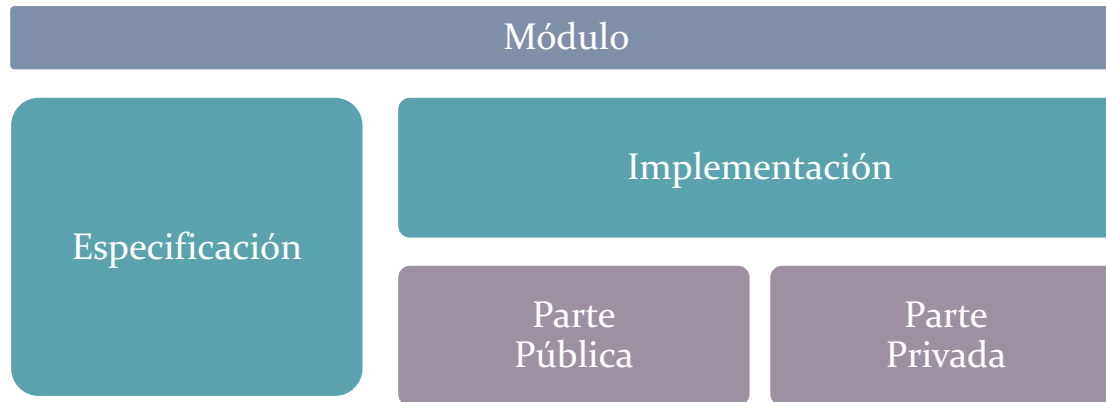 Módulo
Especificación
Implementación
Parte
Pública
Parte
Privada